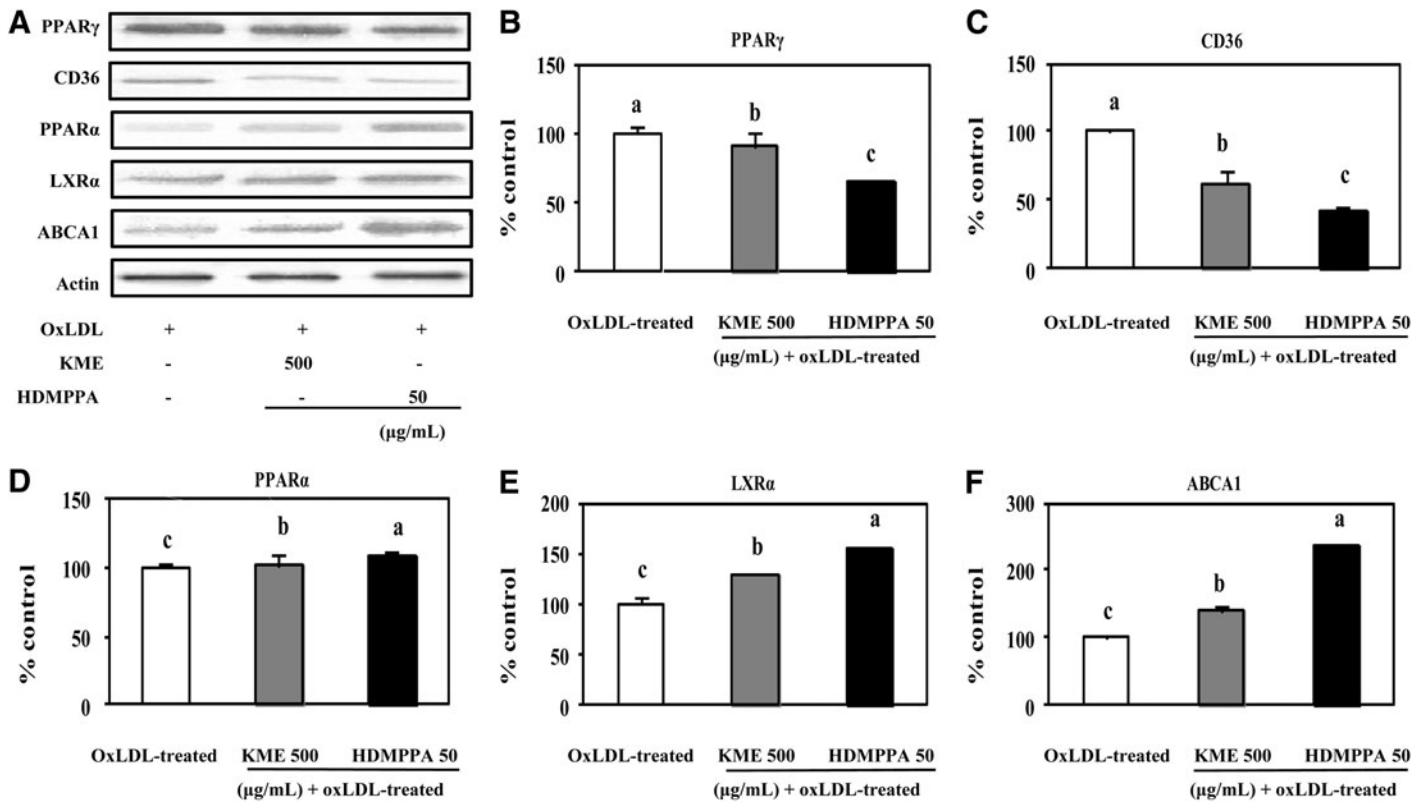 A
PPARγ
CD36
PPARα
LXRα
ABCA1
Actin
OxLDL + + +
KME - 500 -
HDMPPA - - 50
(μg/mL)
B
PPARγ
% control
150
100
50
0
a
b
c
OxLDL-treated KME 500 HDMPPA 50
(μg/mL) + oxLDL-treated
C
CD36
% control
150
100
50
0
a
b
c
OxLDL-treated KME 500 HDMPPA 50
(μg/mL) + oxLDL-treated
D
PPARα
% control
150
100
50
0
c
b
a
OxLDL-treated KME 500 HDMPPA 50
(μg/mL) + oxLDL-treated
E
LXRα
% control
200
150
100
50
0
c
b
a
OxLDL-treated KME 500 HDMPPA 50
(μg/mL) + oxLDL-treated
F
ABCA1
% control
300
200
100
0
c
b
a
OxLDL-treated KME 500 HDMPPA 50
(μg/mL) + oxLDL-treated